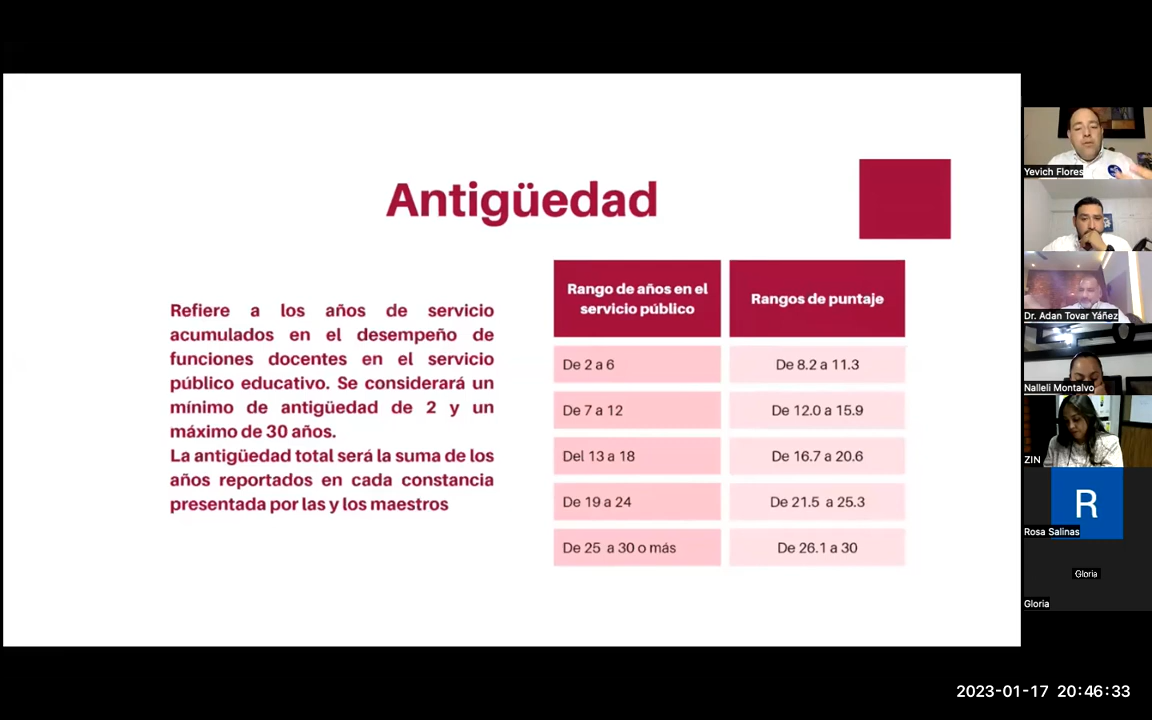 Antigüedad
Refiere a los años de servicio
acumulados en el desempeño de
funciones docentes en el servicio
público educativo. Se considerará un
mínimo de antigüedad de 2 y un
máximo de 30 años.
La antigüedad total será la suma de los
años reportados en cada constancia
presentada por las y los maestros
Rango de años en el
servicio público
Rangos de puntaje
De 2 a 6
De 8.2 a 11.3
De 7 a 12
De 12.0 a 15.9
Del 13 a 18
De 16.7 a 20.6
De 19 a 24
De 21.5 a 25.3
De 25 a 30 o más
De 26.1 a 30
Yevich Flores
Dr. Adan Tovar Yáñez
Nalleli Montalvo
ZIN
R
Rosa Salinas
Gloria
Gloria
2023-01-17 20:46:33